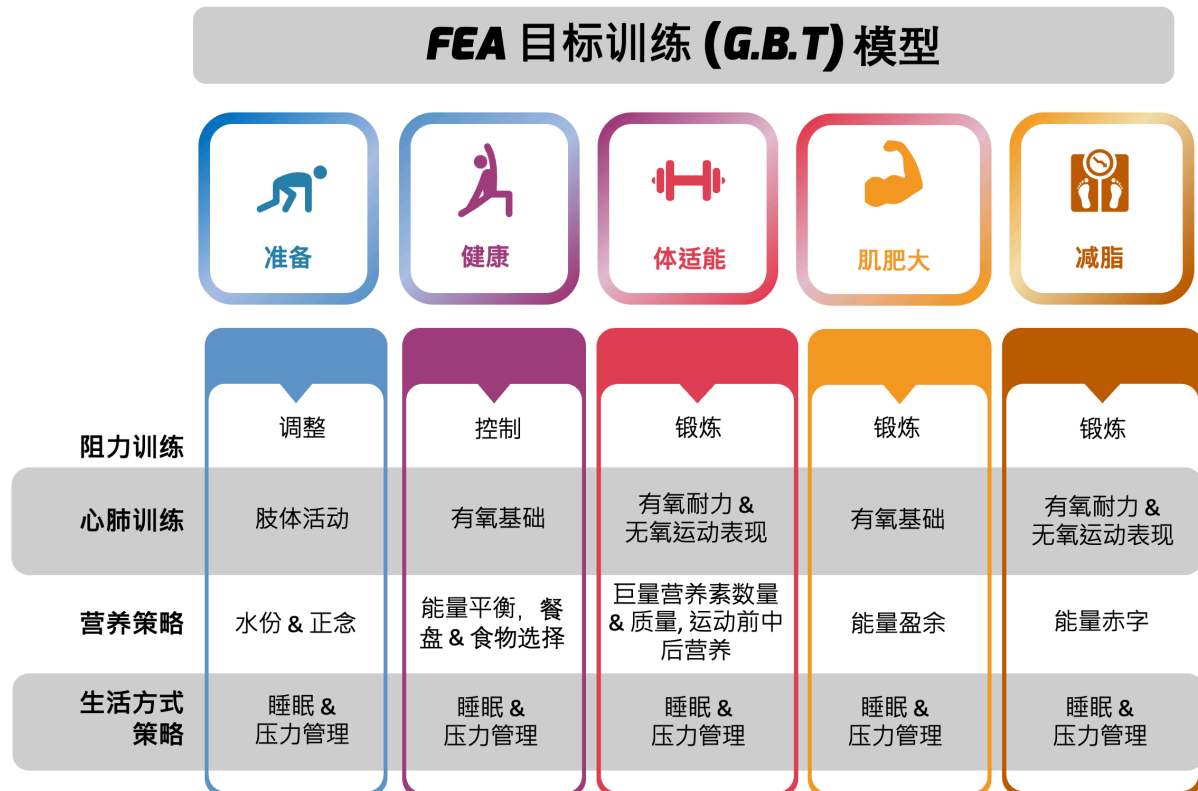 FEA 目标训练 (G.B.T) 模型
准备
健康
体适能
肌肥大
减脂
阻力训练
调整
控制
锻炼
锻炼
锻炼
心肺训练
肢体活动
有氧基础
有氧耐力 &
无氧运动表现
有氧基础
有氧耐力 &
无氧运动表现
营养策略
水份 & 正念
能量平衡，餐
盘 & 食物选择
巨量营养素数量
& 质量, 运动前中
后营养
能量盈余
能量赤字
生活方式
策略
睡眠 &
压力管理
睡眠 &
压力管理
睡眠 &
压力管理
睡眠 &
压力管理
睡眠 &
压力管理